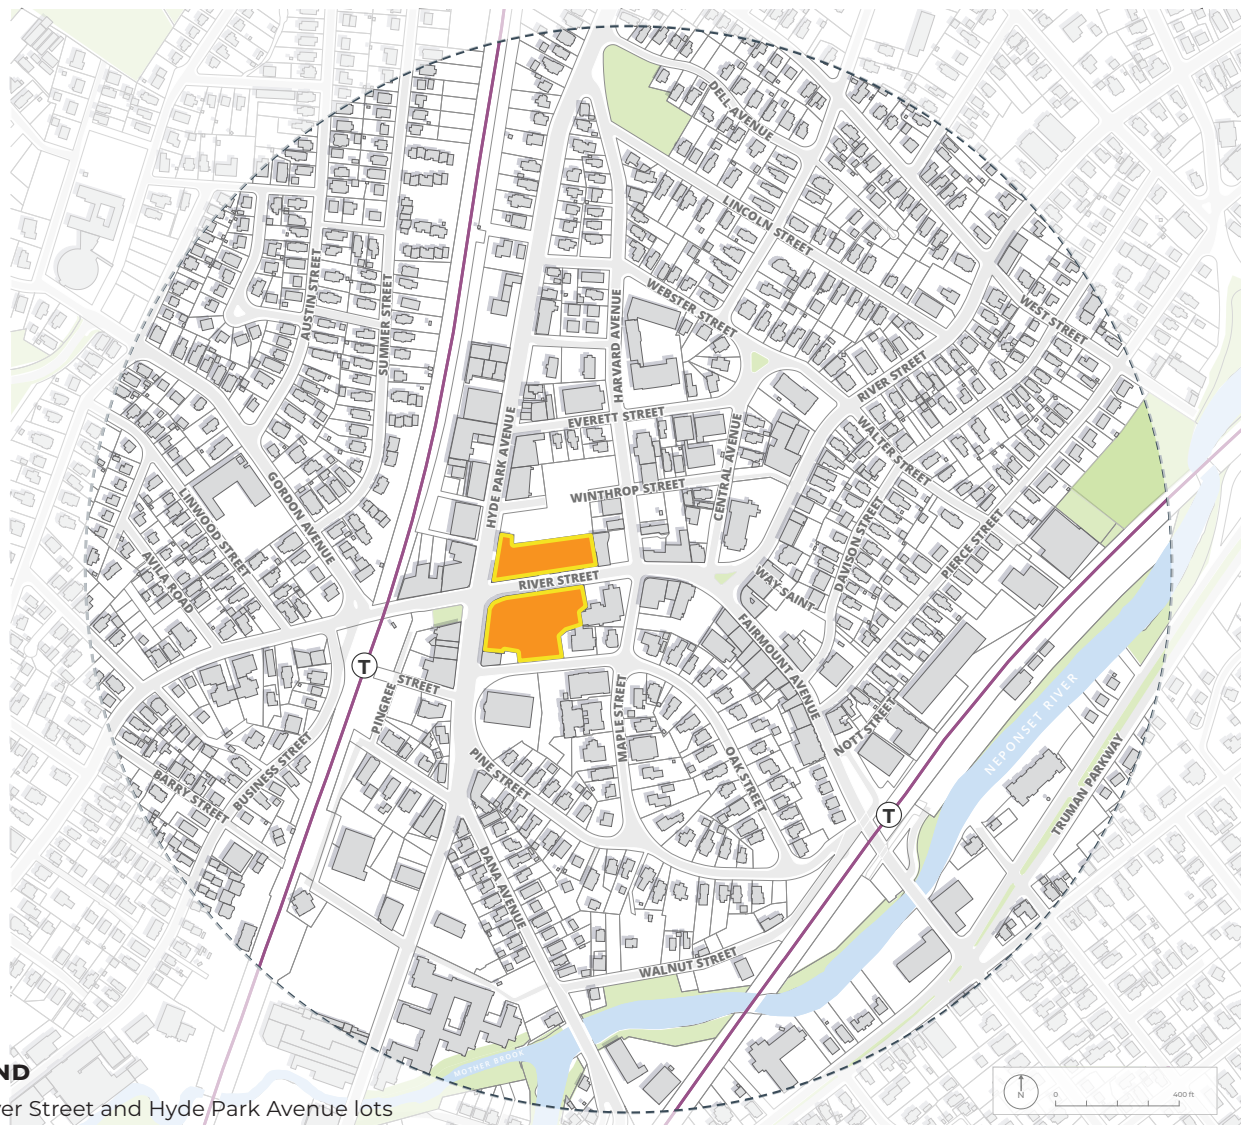 DELL AVENUE
LINCOLN STREET
WEBSTER STREET
WEST STREET
AUSTIN STREET
SUMMER STREET
HARVARD AVENUE
RIVER STREET
EVERETT STREET
HYDE PARK AVENUE
CENTRAL AVENUE
WALTER STREET
WINTHROP STREET
LINWOOD STREET
GORDON AVENUE
AVILA ROAD
DAVISON STREET
PIERCE STREET
RIVER STREET
WAY SAINT
FAIRMOUNT AVENUE
T
STREET
PINGREE
MAPLE STREET
NOTT STREET
NEPONSET RIVER
OAK STREET
PINE STREET
BARRY STREET
BUSINESS STREET
TRUMAN PARKWAY
T
DANA AVENUE
WALNUT STREET
MOTHER BROOK
ND
er Street and Hyde Park Avenue lots
N
0 400 ft